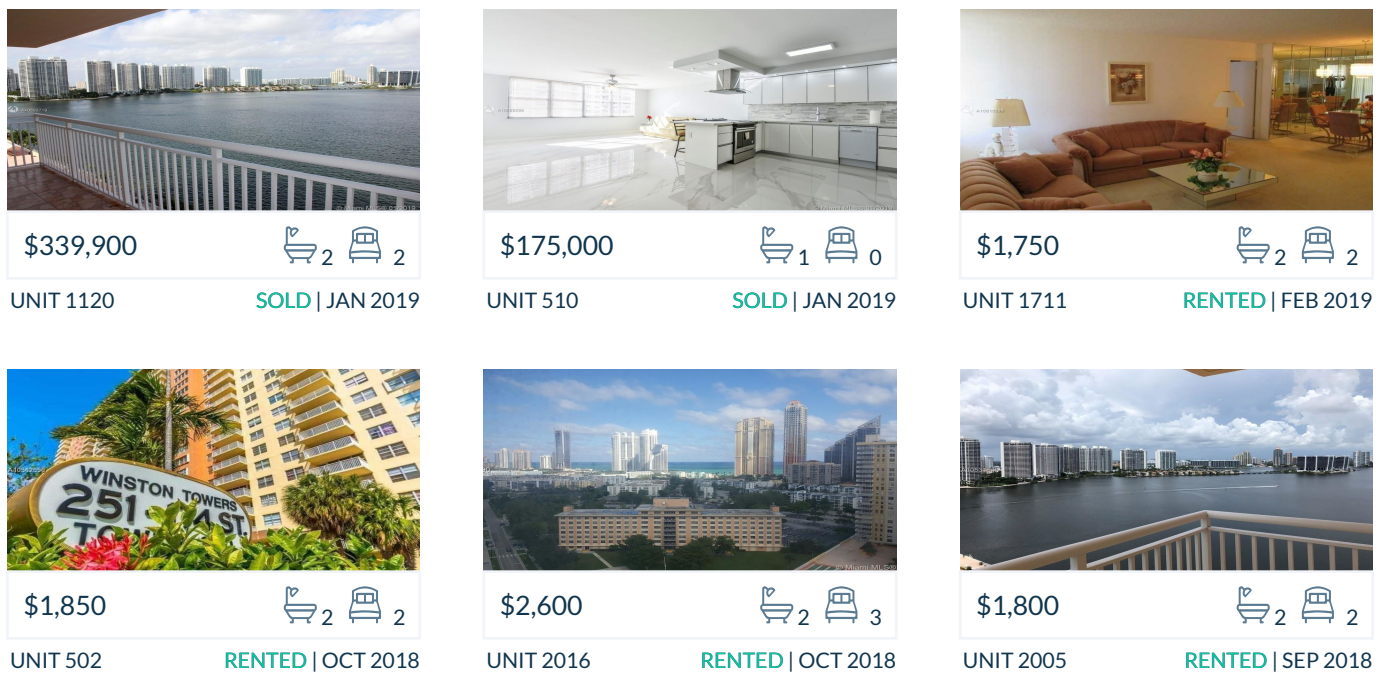 $339,900 2 2
UNIT 1120 SOLD | JAN 2019
$175,000 1 0
UNIT 510 SOLD | JAN 2019
$1,750 2 2
UNIT 1711 RENTED | FEB 2019
WINSTON TOWERS
251
ST.
$1,850 2 2
UNIT 502 RENTED | OCT 2018
© Miami MLS
$2,600 2 3
UNIT 2016 RENTED | OCT 2018
$1,800 2 2
UNIT 2005 RENTED | SEP 2018